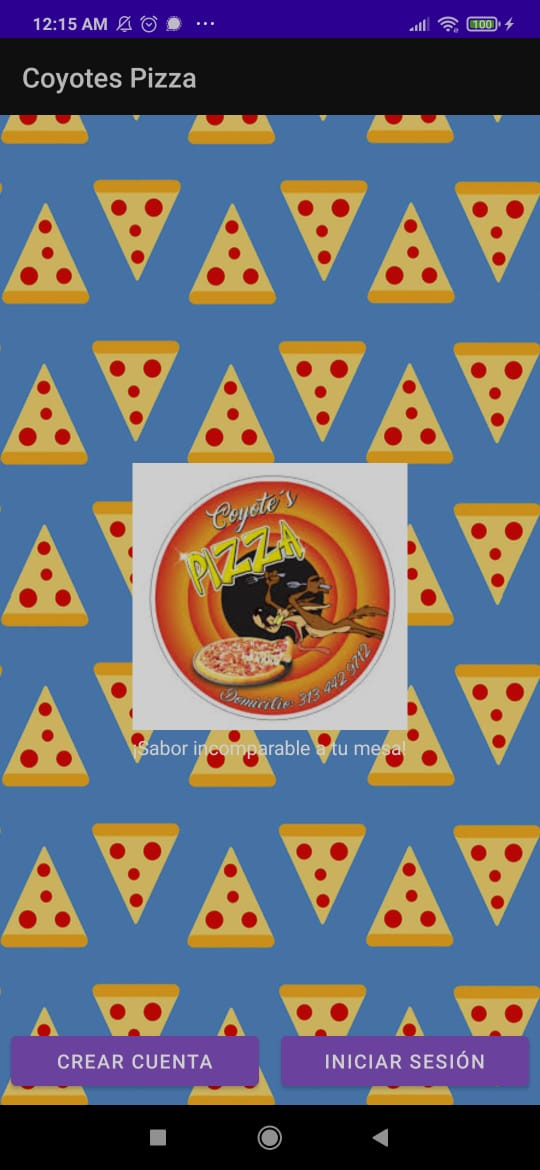 12:15 AM
100
Coyotes Pizza
Coyote's
PIZZA
Domicilio: 313 442 9712
¡Sabor incomparable a tu mesa!
CREAR CUENTA
INICIAR SESIÓN